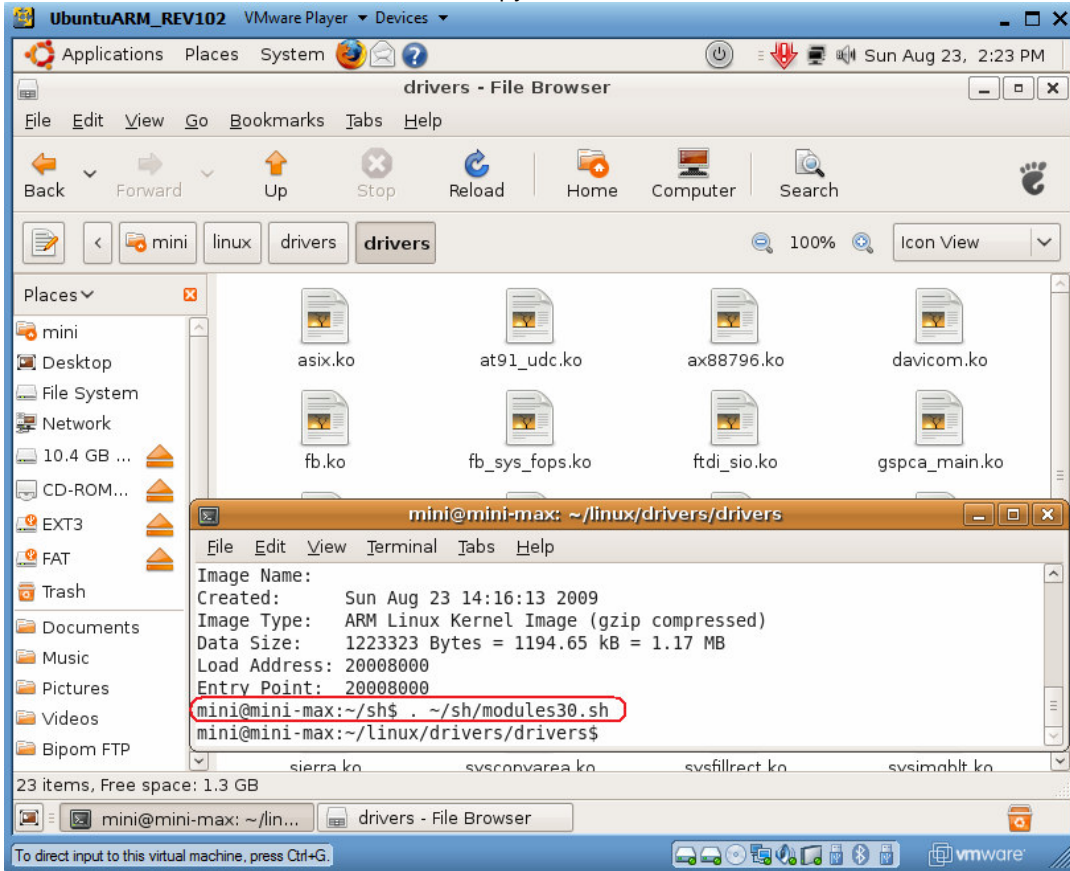 UbuntuARM_REV102 VMware Player Devices
Applications Places System Sun Aug 23, 2:23 PM
drivers - File Browser
File Edit View Go Bookmarks Tabs Help
Back Forward Up Stop Reload Home Computer Search
mini linux drivers drivers 100% Icon View
Places
mini
Desktop
File System
Network
10.4 GB ...
CD-ROM...
EXT3
FAT
Trash
Documents
Music
Pictures
Videos
Bipom FTP
asix.ko at91_udc.ko ax88796.ko davicom.ko
fb.ko fb_sys_fops.ko ftdi_sio.ko gspca_main.ko
mini@mini-max: ~/linux/drivers/drivers
File Edit View Terminal Tabs Help
Image Name:
Created: Sun Aug 23 14:16:13 2009
Image Type: ARM Linux Kernel Image (gzip compressed)
Data Size: 1223323 Bytes = 1194.65 kB = 1.17 MB
Load Address: 20008000
Entry Point: 20008000
mini@mini-max:~/sh$ . ~/sh/modules30.sh
mini@mini-max:~/linux/drivers/drivers$
sierra.ko syscopyarea.ko sysfillrect.ko sysimgblt.ko
23 items, Free space: 1.3 GB
mini@mini-max: ~/lin... drivers - File Browser
To direct input to this virtual machine, press Ctrl+G. vmware